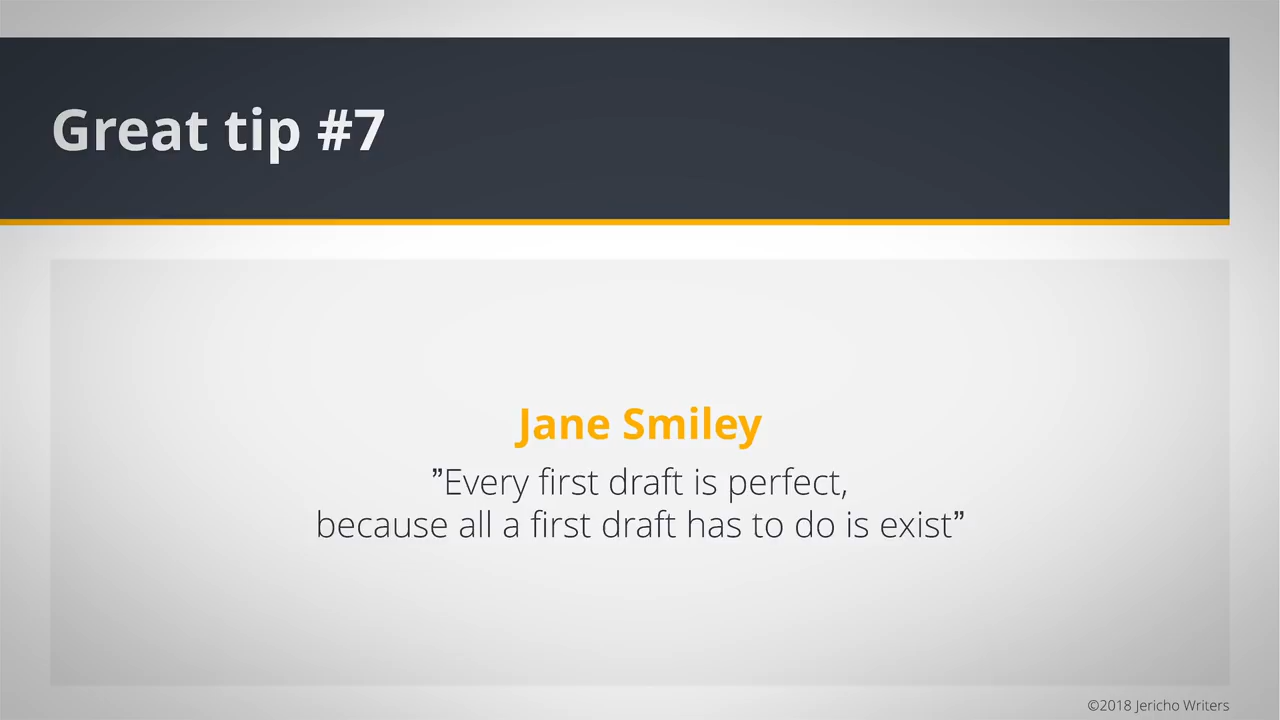 Great tip #7
Jane Smiley
”Every first draft is perfect,
because all a first draft has to do is exist”
©2018 Jericho Writers